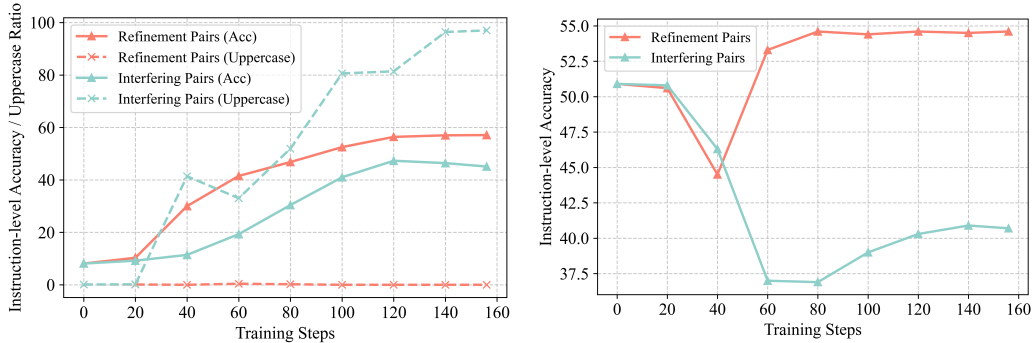 Instruction-level Accuracy / Uppercase Ratio
100
80
60
40
20
0
Refinement Pairs (Acc)
Refinement Pairs (Uppercase)
Interfering Pairs (Acc)
Interfering Pairs (Uppercase)
0 20 40 60 80 100 120 140 160
Training Steps
Instruction-level Accuracy
55.0
52.5
50.0
47.5
45.0
42.5
40.0
37.5
Refinement Pairs
Interfering Pairs
0 20 40 60 80 100 120 140 160
Training Steps